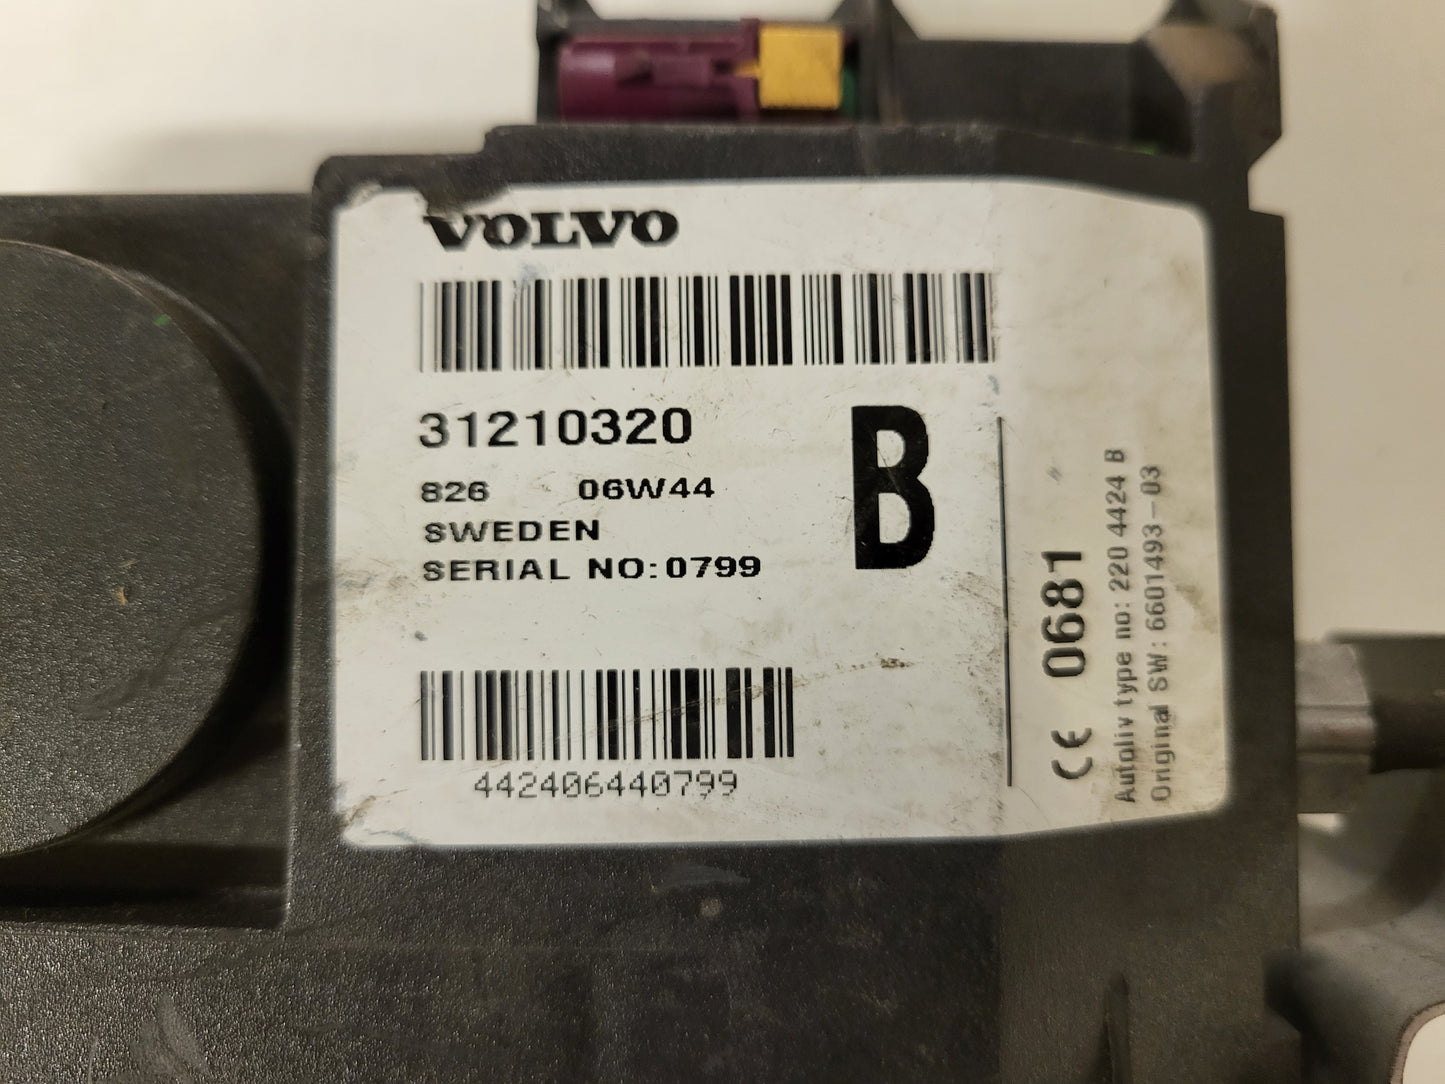 VOLVO
31210320
826 06W44
SWEDEN
SERIAL NO:0799
B
442406440799
CE 0681
Autoliv type no: 220 4424 B
Original SW: 6601493-03